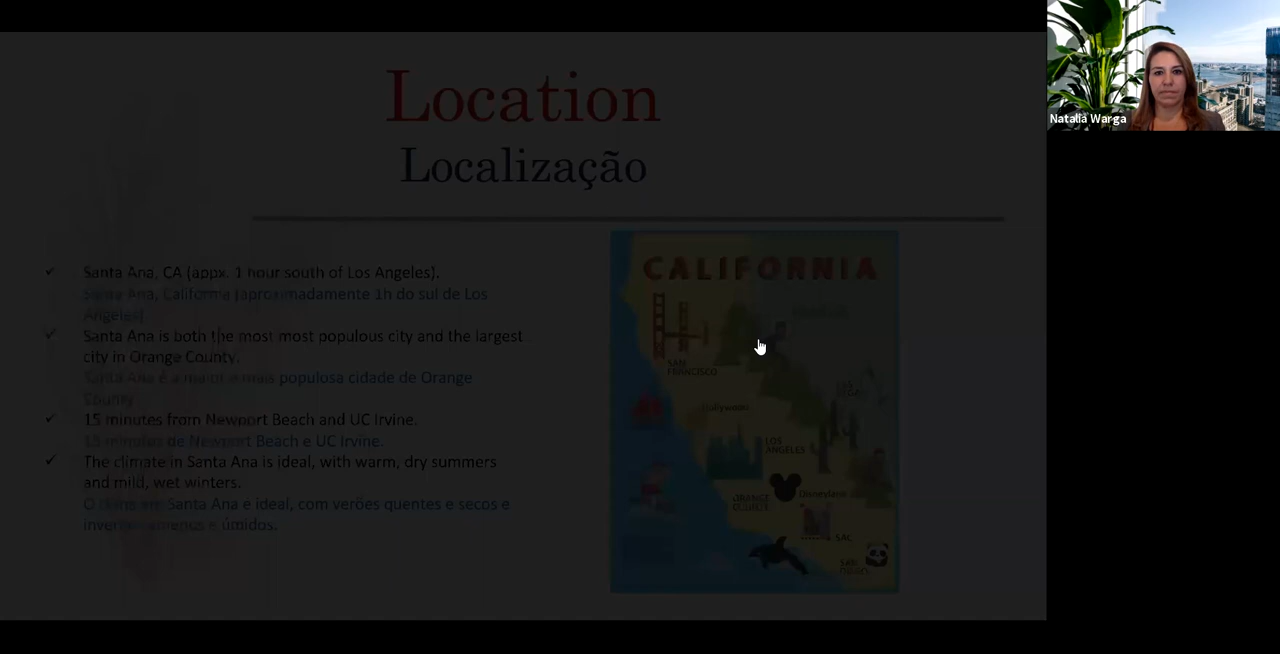 Location
Localização
Santa Ana, CA (appx. 1 hour south of Los Angeles).
Santa Ana, California (aproximadamente 1h do sul de Los
Angeles)
Santa Ana is both the most most populous city and the largest
city in Orange County.
Santa Ana é a maior e mais populosa cidade de Orange
County
15 minutes from Newport Beach and UC Irvine.
15 minutos de Newport Beach e UC Irvine.
The climate in Santa Ana is ideal, with warm, dry summers
and mild, wet winters.
O clima em Santa Ana e ideal, com verões quentes e secos e
invernos amenos e úmidos.
CALIFORNIA
SAN
FRANCISCO
Hollywood
LOS
ANGELES
ORANGE
Disneyland
SAC
SAN
Natalia Warga